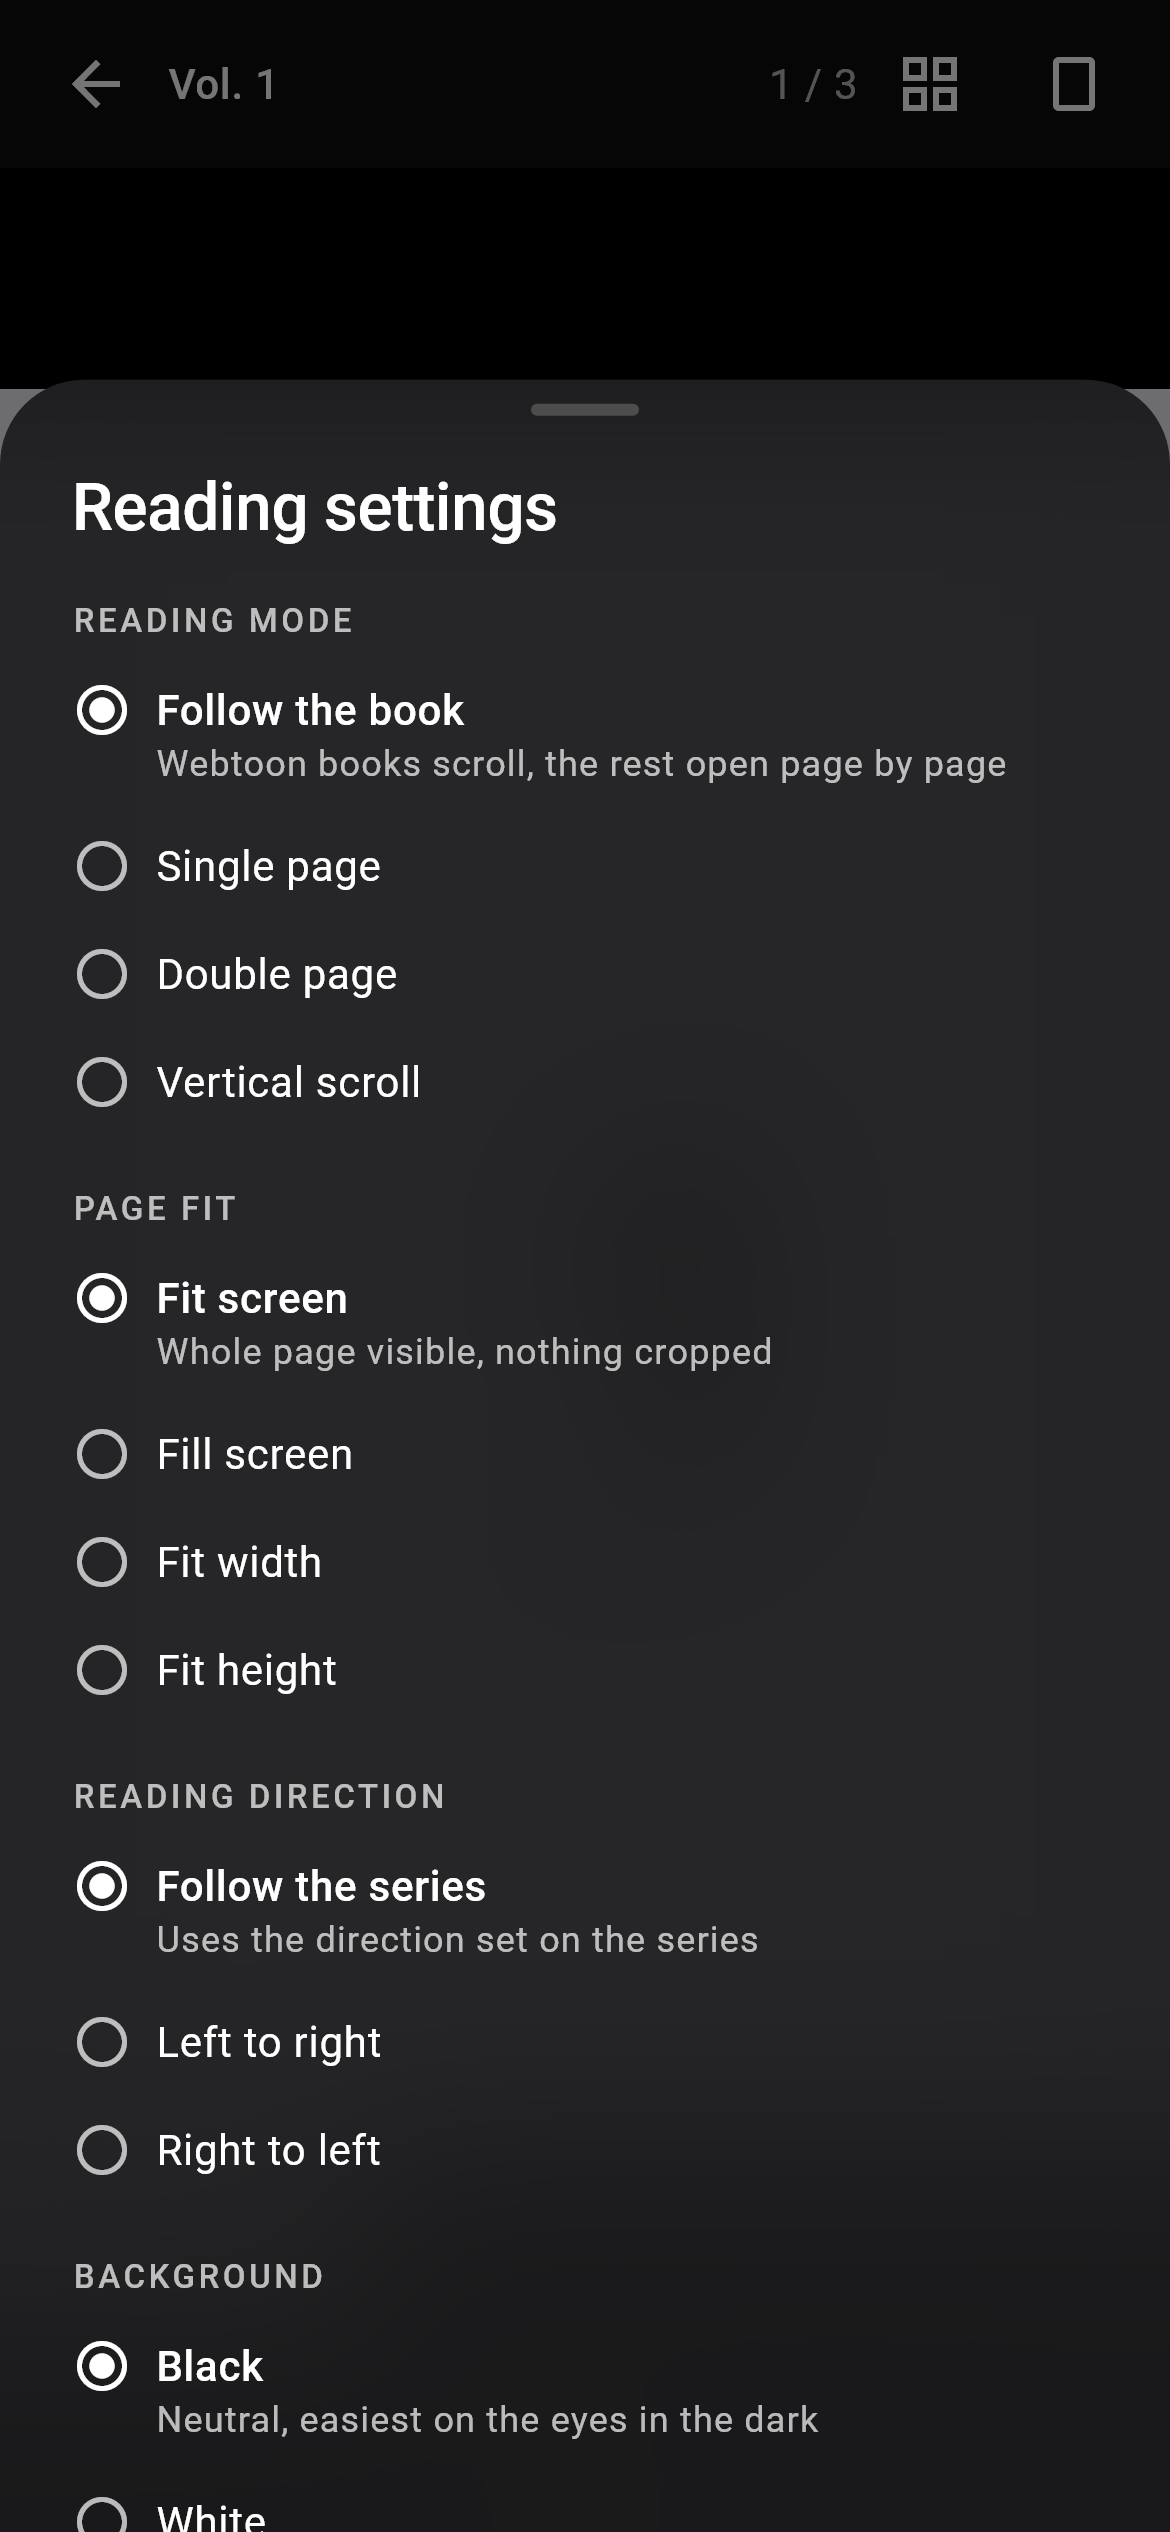 Vol. 1
1 / 3
Reading settings
READING MODE
Follow the book
Webtoon books scroll, the rest open page by page
Single page
Double page
Vertical scroll
PAGE FIT
Fit screen
Whole page visible, nothing cropped
Fill screen
Fit width
Fit height
READING DIRECTION
Follow the series
Uses the direction set on the series
Left to right
Right to left
BACKGROUND
Black
Neutral, easiest on the eyes in the dark
White